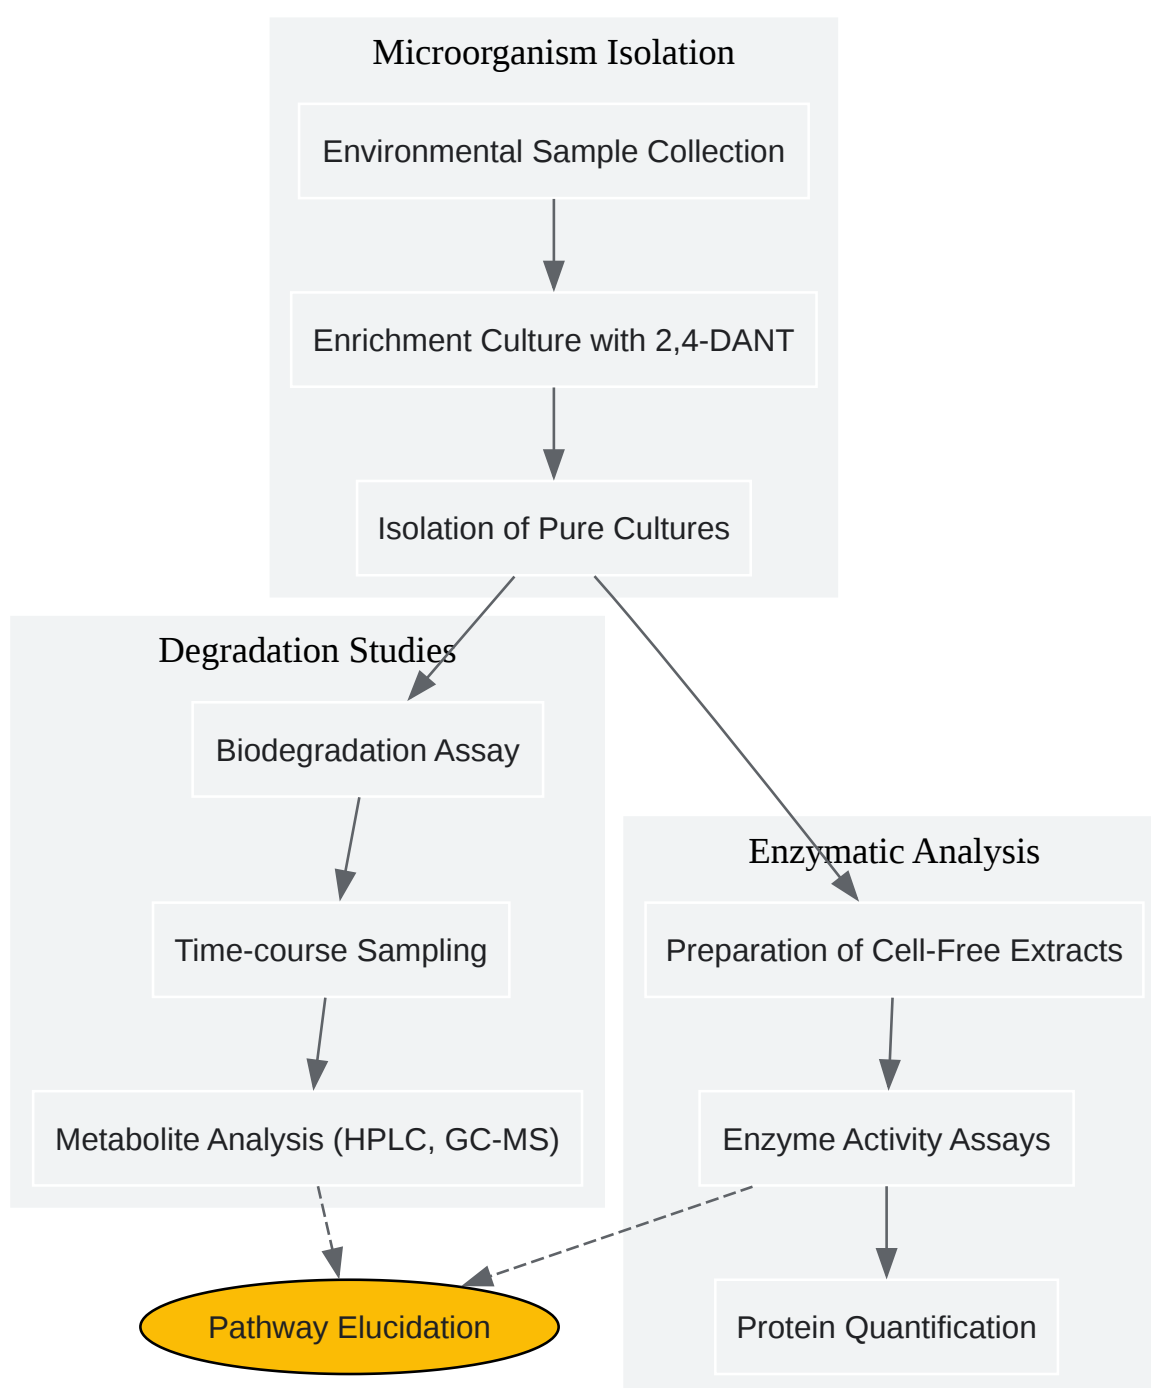 Microorganism Isolation
Environmental Sample Collection
Enrichment Culture with 2,4-DANT
Isolation of Pure Cultures
Degradation Studies
Biodegradation Assay
Time-course Sampling
Metabolite Analysis (HPLC, GC-MS)
Enzymatic Analysis
Preparation of Cell-Free Extracts
Enzyme Activity Assays
Protein Quantification
Pathway Elucidation